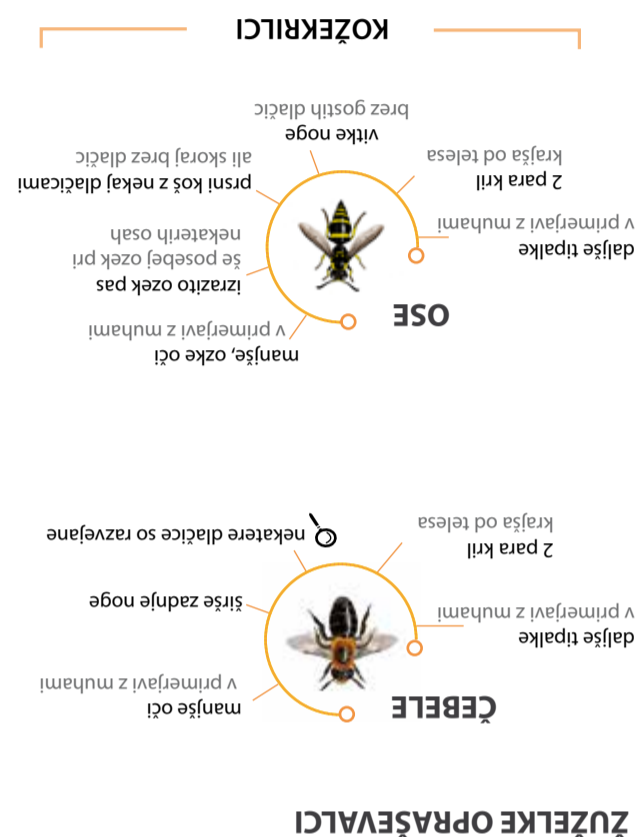 ŽUŽELKE OPRAŠEVALCI
ČEBELE
manjše oči
v primerjavi z muhami
daljše tipalke
v primerjavi z muhami
širše zadnje noge
2 para kril
krajša od telesa
nekatere dlačice so razvejane
OSE
manjše, ozke oči
v primerjavi z muhami
daljše tipalke
v primerjavi z muhami
izrazito ozek pas
še posebej ozek pri
nekaterih osah
2 para kril
krajša od telesa
prsni koš z nekaj dlačicami
ali skoraj brez dlačic
vitke noge
brez gostih dlačic
KOŽEKRILCI